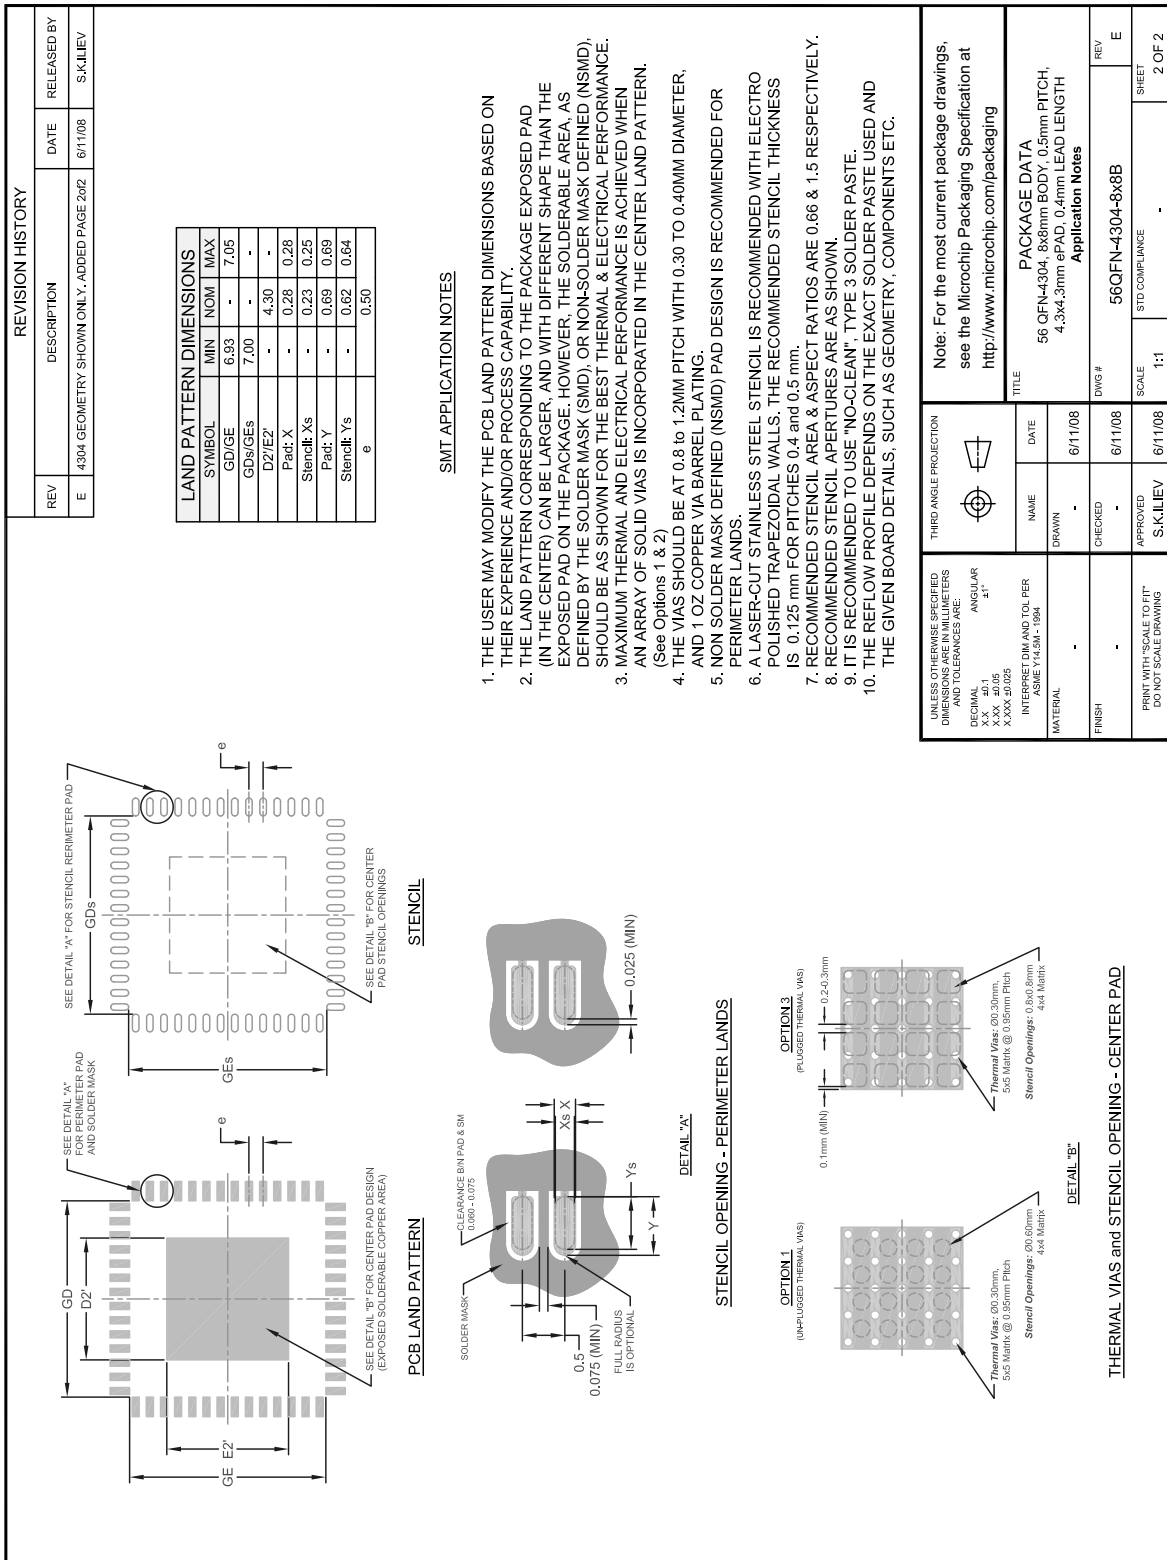 REVISION HISTORY
REV DESCRIPTION DATE RELEASED BY
E 4304 GEOMETRY SHOWN ONLY. ADDED PAGE 2of2 6/11/08 S.K.ILIEV
SEE DETAIL "A"
FOR PERIMETER PAD
AND SOLDER MASK
GD
D2'
GE
E2'
e
SEE DETAIL "B" FOR CENTER PAD DESIGN
(EXPOSED SOLDERABLE COPPER AREA)
PCB LAND PATTERN
SEE DETAIL "A" FOR STENCIL RERIMETER PAD
GDs
GEs
e
SEE DETAIL "B" FOR CENTER
PAD STENCIL OPENINGS
STENCIL
LAND PATTERN DIMENSIONS
SYMBOL MIN NOM MAX
GD/GE 6.93 - 7.05
GDs/GEs 7.00 - -
D2'/E2' - 4.30 -
Pad: X - 0.28 0.28
Stencil: Xs - 0.23 0.25
Pad: Y - 0.69 0.69
Stencil: Ys - 0.62 0.64
e 0.50
SOLDER MASK
CLEARANCE B/N PAD & SM
0.060 - 0.075
0.5
0.075 (MIN)
FULL RADIUS
IS OPTIONAL
Y
Ys
Xs
X
0.025 (MIN)
DETAIL "A"
STENCIL OPENING - PERIMETER LANDS
OPTION 1
(UN-PLUGGED THERMAL VIAS)
Thermal Vias: Ø0.30mm,
5x5 Matrix @ 0.95mm Pitch
Stencil Openings: Ø0.60mm
4x4 Matrix
OPTION 3
(PLUGGED THERMAL VIAS)
0.1mm (MIN)
0.2-0.3mm
Thermal Vias: Ø0.30mm,
5x5 Matrix @ 0.95mm Pitch
Stencil Openings: 0.8x0.8mm
4x4 Matrix
DETAIL "B"
THERMAL VIAS and STENCIL OPENING - CENTER PAD
SMT APPLICATION NOTES
1. THE USER MAY MODIFY THE PCB LAND PATTERN DIMENSIONS BASED ON
THEIR EXPERIENCE AND/OR PROCESS CAPABILITY.
2. THE LAND PATTERN CORRESPONDING TO THE PACKAGE EXPOSED PAD
(IN THE CENTER) CAN BE LARGER, AND WITH DIFFERENT SHAPE THAN THE
EXPOSED PAD ON THE PACKAGE. HOWEVER, THE SOLDERABLE AREA, AS
DEFINED BY THE SOLDER MASK (SMD), OR NON-SOLDER MASK DEFINED (NSMD),
SHOULD BE AS SHOWN FOR THE BEST THERMAL & ELECTRICAL PERFORMANCE.
3. MAXIMUM THERMAL AND ELECTRICAL PERFORMANCE IS ACHIEVED WHEN
AN ARRAY OF SOLID VIAS IS INCORPORATED IN THE CENTER LAND PATTERN.
(See Options 1 & 2)
4. THE VIAS SHOULD BE AT 0.8 to 1.2MM PITCH WITH 0.30 TO 0.40MM DIAMETER,
AND 1 OZ COPPER VIA BARREL PLATING.
5. NON SOLDER MASK DEFINED (NSMD) PAD DESIGN IS RECOMMENDED FOR
PERIMETER LANDS.
6. A LASER-CUT STAINLESS STEEL STENCIL IS RECOMMENDED WITH ELECTRO
POLISHED TRAPEZOIDAL WALLS. THE RECOMMENDED STENCIL THICKNESS
IS 0.125 mm FOR PITCHES 0.4 and 0.5 mm.
7. RECOMMENDED STENCIL AREA & ASPECT RATIOS ARE 0.66 & 1.5 RESPECTIVELY.
8. RECOMMENDED STENCIL APERTURES ARE AS SHOWN.
9. IT IS RECOMMENDED TO USE "NO-CLEAN", TYPE 3 SOLDER PASTE.
10. THE REFLOW PROFILE DEPENDS ON THE EXACT SOLDER PASTE USED AND
THE GIVEN BOARD DETAILS, SUCH AS GEOMETRY, COMPONENTS ETC.
UNLESS OTHERWISE SPECIFIED
DIMENSIONS ARE IN MILLIMETERS
AND TOLERANCES ARE:
DECIMAL ANGULAR
X.X ±0.1 ±1°
X.XX ±0.05
X.XXX ±0.025
INTERPRET DIM AND TOL PER
ASME Y14.5M - 1994
MATERIAL
-
FINISH
-
PRINT WITH "SCALE TO FIT"
DO NOT SCALE DRAWING
THIRD ANGLE PROJECTION
NAME DATE
DRAWN
- 6/11/08
CHECKED
- 6/11/08
APPROVED
S.K.ILIEV 6/11/08
Note: For the most current package drawings,
see the Microchip Packaging Specification at
http://www.microchip.com/packaging
TITLE
PACKAGE DATA
56 QFN-4304, 8x8mm BODY, 0.5mm PITCH,
4.3x4.3mm ePAD, 0.4mm LEAD LENGTH
Application Notes
DWG #
56QFN-4304-8x8B
REV
E
SCALE
1:1
STD COMPLIANCE
-
SHEET
2 OF 2